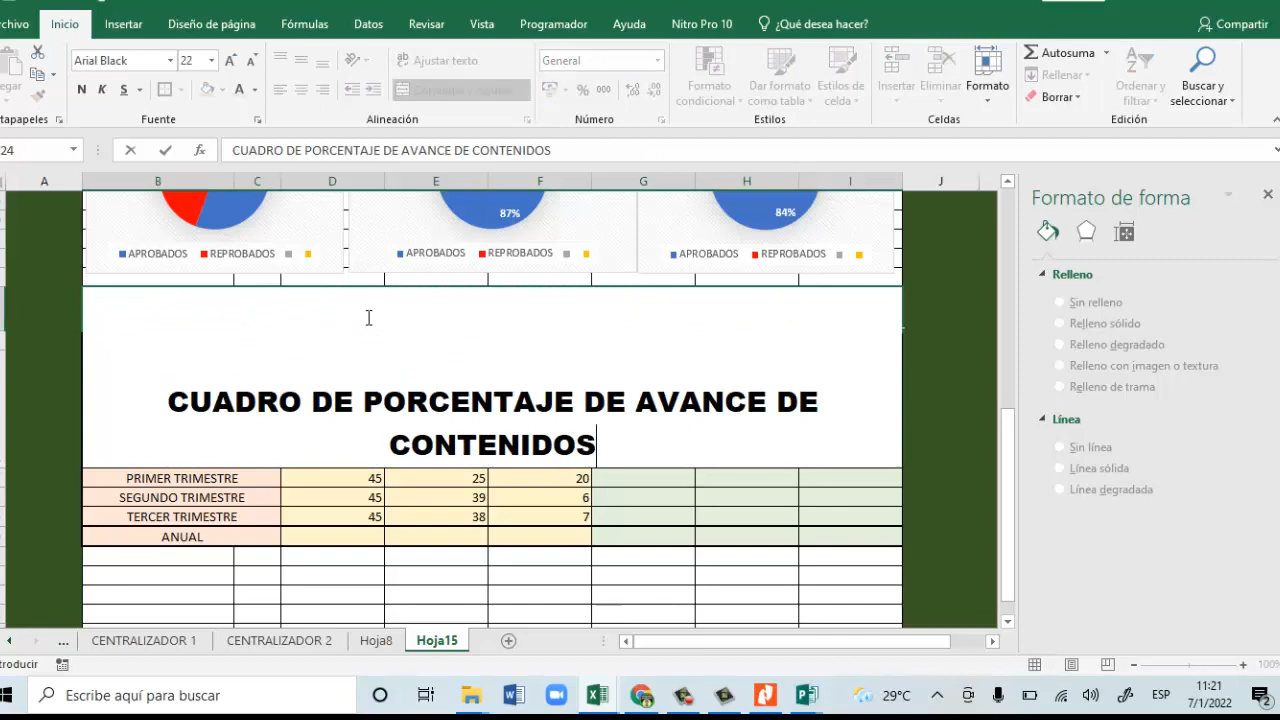 Inicio Insertar Diseño de página Fórmulas Datos Revisar Vista Programador Ayuda Nitro Pro 10 ¿Qué desea hacer? Compartir
Arial Black 22 Ajustar texto General Autosuma
Rellenar
N K S Borrar
Formato condicional Dar formato como tabla Estilos de celda Insertar Eliminar Formato Ordenar y filtrar Buscar y seleccionar
Fuente Alineación Número Estilos Celdas Edición
24 CUADRO DE PORCENTAJE DE AVANCE DE CONTENIDOS
A B C D E F G H I J
87% 84%
APROBADOS REPROBADOS APROBADOS REPROBADOS APROBADOS REPROBADOS
CUADRO DE PORCENTAJE DE AVANCE DE
CONTENIDOS
PRIMER TRIMESTRE 45 25 20
SEGUNDO TRIMESTRE 45 39 6
TERCER TRIMESTRE 45 38 7
ANUAL
Formato de forma
Relleno
Sin relleno
Relleno sólido
Relleno degradado
Relleno con imagen o textura
Relleno de trama
Línea
Sin línea
Línea sólida
Línea degradada
... CENTRALIZADOR 1 CENTRALIZADOR 2 Hoja8 Hoja15
Escribe aquí para buscar 29°C ESP 11:21
7/1/2022 2